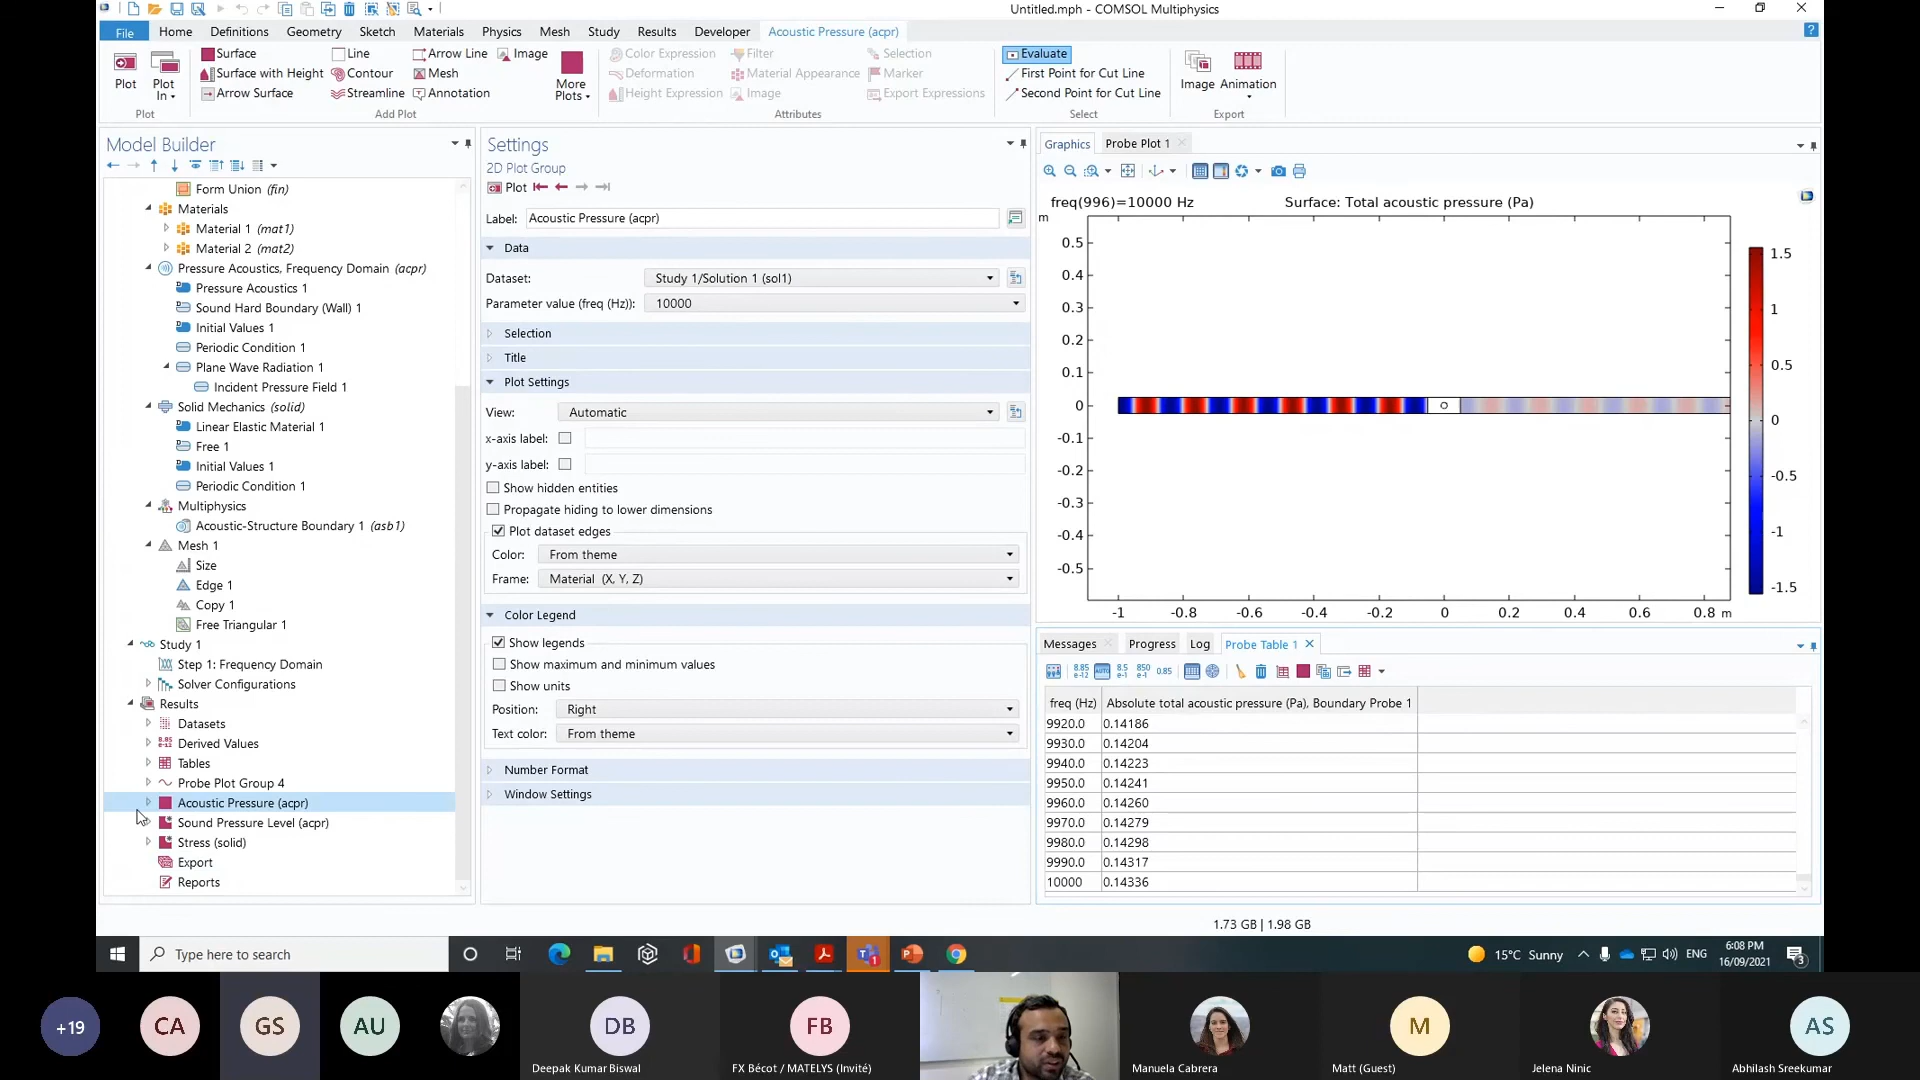 Untitled.mph - COMSOL Multiphysics
File Home Definitions Geometry Sketch Materials Physics Mesh Study Results Developer Acoustic Pressure (acpr) ?
Plot
Plot In
Surface
Surface with Height
Arrow Surface
Line
Contour
Streamline
Arrow Line
Mesh
Annotation
Image
More Plots
Color Expression
Deformation
Height Expression
Filter
Material Appearance
Image
Selection
Marker
Export Expressions
Evaluate
First Point for Cut Line
Second Point for Cut Line
Image
Animation
Plot
Add Plot
Attributes
Select
Export
Model Builder
Form Union (fin)
Materials
Material 1 (mat1)
Material 2 (mat2)
Pressure Acoustics, Frequency Domain (acpr)
Pressure Acoustics 1
Sound Hard Boundary (Wall) 1
Initial Values 1
Periodic Condition 1
Plane Wave Radiation 1
Incident Pressure Field 1
Solid Mechanics (solid)
Linear Elastic Material 1
Free 1
Initial Values 1
Periodic Condition 1
Multiphysics
Acoustic-Structure Boundary 1 (asb1)
Mesh 1
Size
Edge 1
Copy 1
Free Triangular 1
Study 1
Step 1: Frequency Domain
Solver Configurations
Results
Datasets
Derived Values
Tables
Probe Plot Group 4
Acoustic Pressure (acpr)
Sound Pressure Level (acpr)
Stress (solid)
Export
Reports
Settings
2D Plot Group
Plot
Label: Acoustic Pressure (acpr)
Data
Dataset: Study 1/Solution 1 (sol1)
Parameter value (freq (Hz)): 10000
Selection
Title
Plot Settings
View: Automatic
x-axis label:
y-axis label:
Show hidden entities
Propagate hiding to lower dimensions
Plot dataset edges
Color: From theme
Frame: Material (X, Y, Z)
Color Legend
Show legends
Show maximum and minimum values
Show units
Position: Right
Text color: From theme
Number Format
Window Settings
Graphics Probe Plot 1
freq(996)=10000 Hz Surface: Total acoustic pressure (Pa)
m
0.5
0.4
0.3
0.2
0.1
0
-0.1
-0.2
-0.3
-0.4
-0.5
-1 -0.8 -0.6 -0.4 -0.2 0 0.2 0.4 0.6 0.8 m
1.5
1
0.5
0
-0.5
-1
-1.5
Messages Progress Log Probe Table 1
freq (Hz) Absolute total acoustic pressure (Pa), Boundary Probe 1
9920.0 0.14186
9930.0 0.14204
9940.0 0.14223
9950.0 0.14241
9960.0 0.14260
9970.0 0.14279
9980.0 0.14298
9990.0 0.14317
10000 0.14336
1.73 GB | 1.98 GB
Type here to search
15°C Sunny
ENG
6:08 PM
16/09/2021
3
+19
CA
GS
AU
DB
Deepak Kumar Biswal
FB
FX Bécot / MATELYS (Invité)
Manuela Cabrera
M
Matt (Guest)
Jelena Ninic
AS
Abhilash Sreekumar